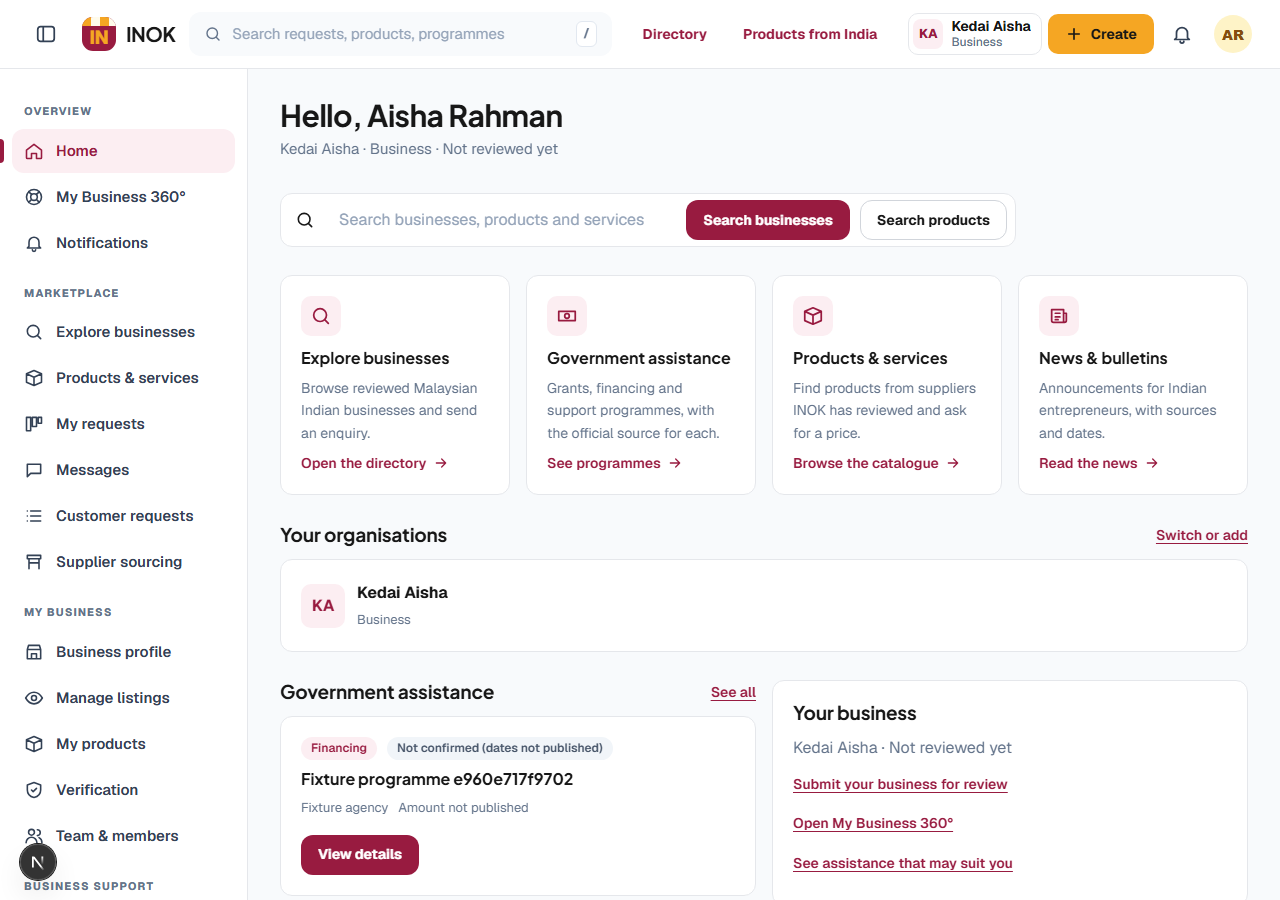 IN INOK
Search requests, products, programmes
/
Directory
Products from India
KA
Kedai Aisha
Business
Create
AR
OVERVIEW
Home
My Business 360°
Notifications
MARKETPLACE
Explore businesses
Products & services
My requests
Messages
Customer requests
Supplier sourcing
MY BUSINESS
Business profile
Manage listings
My products
Verification
Team & members
N
BUSINESS SUPPORT
Hello, Aisha Rahman
Kedai Aisha · Business · Not reviewed yet
Search businesses, products and services
Search businesses
Search products
Explore businesses
Browse reviewed Malaysian
Indian businesses and send
an enquiry.
Open the directory →
Government assistance
Grants, financing and
support programmes, with
the official source for each.
See programmes →
Products & services
Find products from suppliers
INOK has reviewed and ask
for a price.
Browse the catalogue →
News & bulletins
Announcements for Indian
entrepreneurs, with sources
and dates.
Read the news →
Your organisations
Switch or add
KA
Kedai Aisha
Business
Government assistance
See all
Financing
Not confirmed (dates not published)
Fixture programme e960e717f9702
Fixture agency Amount not published
View details
Your business
Kedai Aisha · Not reviewed yet
Submit your business for review
Open My Business 360°
See assistance that may suit you